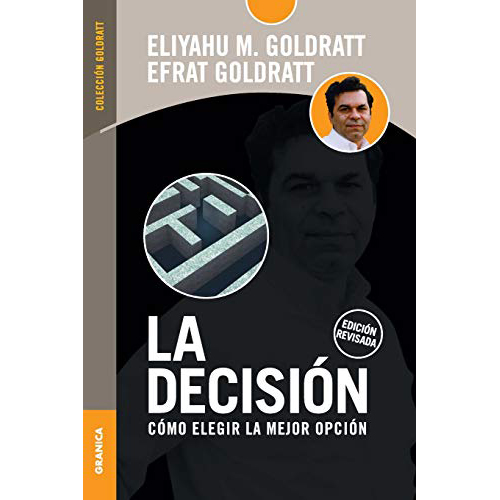 COLECCIÓN GOLDRATT
ELIYAHU M. GOLDRATT
EFRAT GOLDRATT
EDICIÓN
REVISADA
LA
DECISIÓN
CÓMO ELEGIR LA MEJOR OPCIÓN
GRANICA